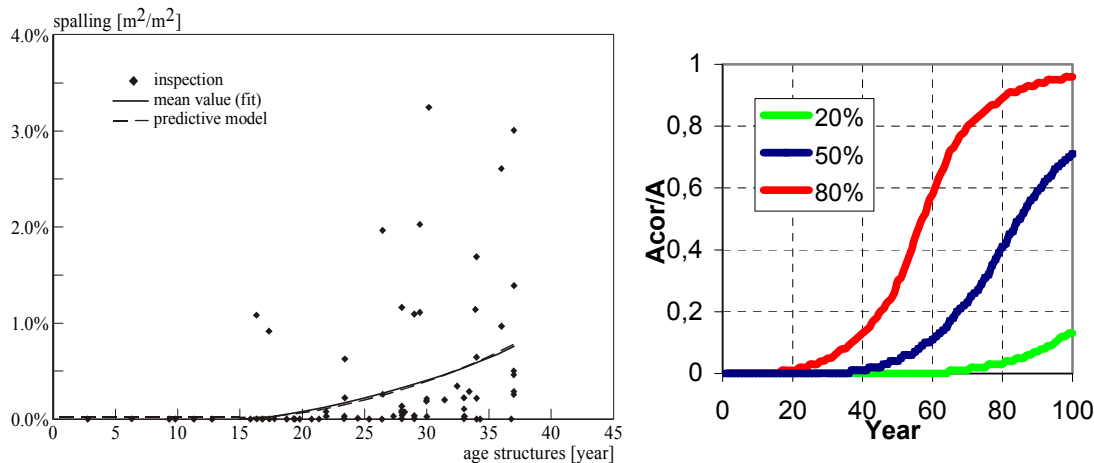 spalling [m²/m²]
4.0%
3.0%
2.0%
1.0%
0.0%
inspection
mean value (fit)
predictive model
0 5 10 15 20 25 30 35 40 45
age structures [year]
1
0,8
0,6
0,4
0,2
0
Acor/A
20%
50%
80%
0 20 40 60 80 100
Year